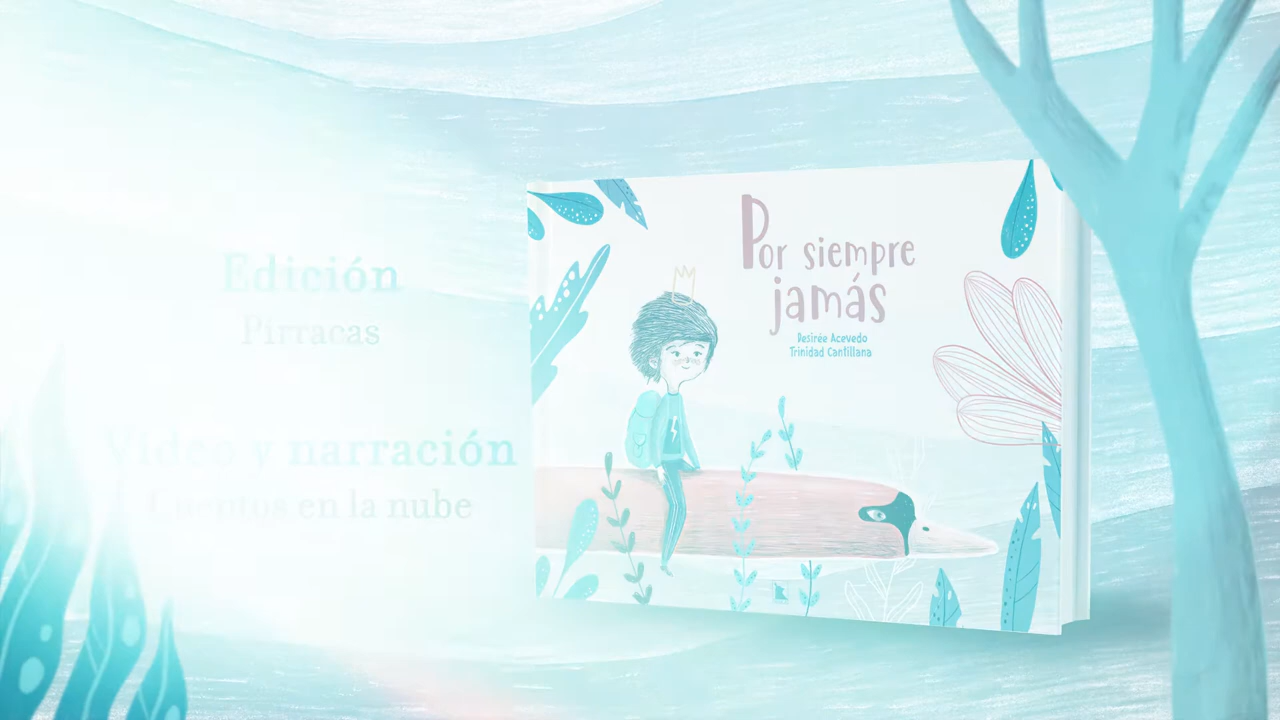 Edición
Pirracas
Video y narración
Cuentos en la nube
Por siempre
jamás
Desirée Acevedo
Trinidad Cantillana